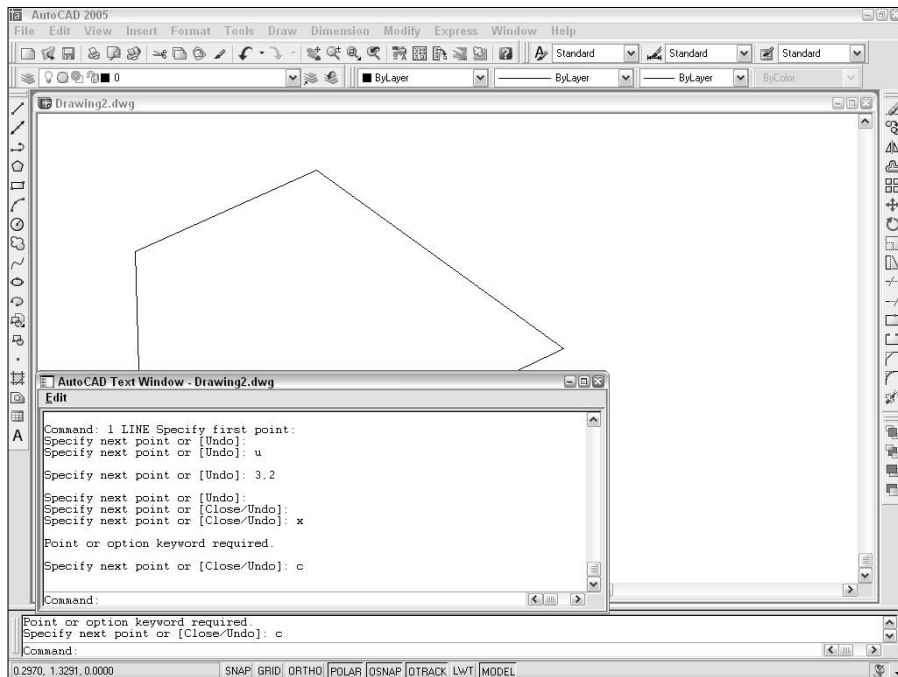 AutoCAD 2005
File Edit View Insert Format Tools Draw Dimension Modify Express Window Help
Standard Standard Standard
0 ByLayer ByLayer ByLayer ByColor
Drawing2.dwg
A
AutoCAD Text Window - Drawing2.dwg
Edit
Command: l LINE Specify first point:
Specify next point or [Undo]:
Specify next point or [Undo]: u
Specify next point or [Undo]: 3,2
Specify next point or [Undo]:
Specify next point or [Close/Undo]:
Specify next point or [Close/Undo]: x
Point or option keyword required.
Specify next point or [Close/Undo]: c
Command:
Point or option keyword required.
Specify next point or [Close/Undo]: c
Command:
0.2970, 1.3291, 0.0000 SNAP GRID ORTHO POLAR OSNAP OTRACK LWT MODEL